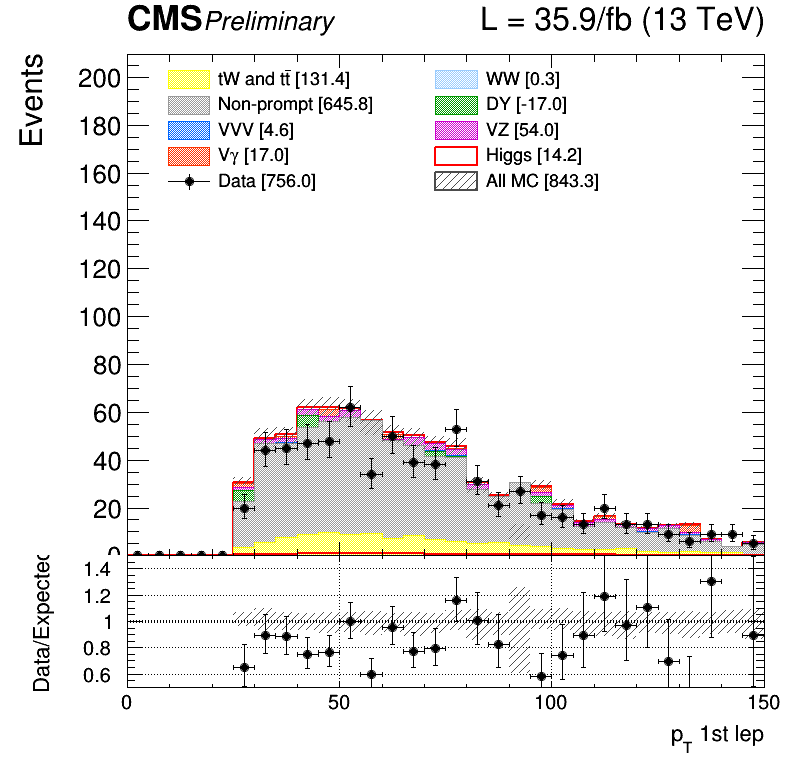 CMS Preliminary L = 35.9/fb (13 TeV)
Events
200
180
160
140
120
100
80
60
40
20
0
tW and tt̄ [131.4]
WW [0.3]
Non-prompt [645.8]
DY [-17.0]
VVV [4.6]
VZ [54.0]
Vγ [17.0]
Higgs [14.2]
Data [756.0]
All MC [843.3]
Data/Expected
1.4
1.2
1
0.8
0.6
0 50 100 150
p_T 1st lep